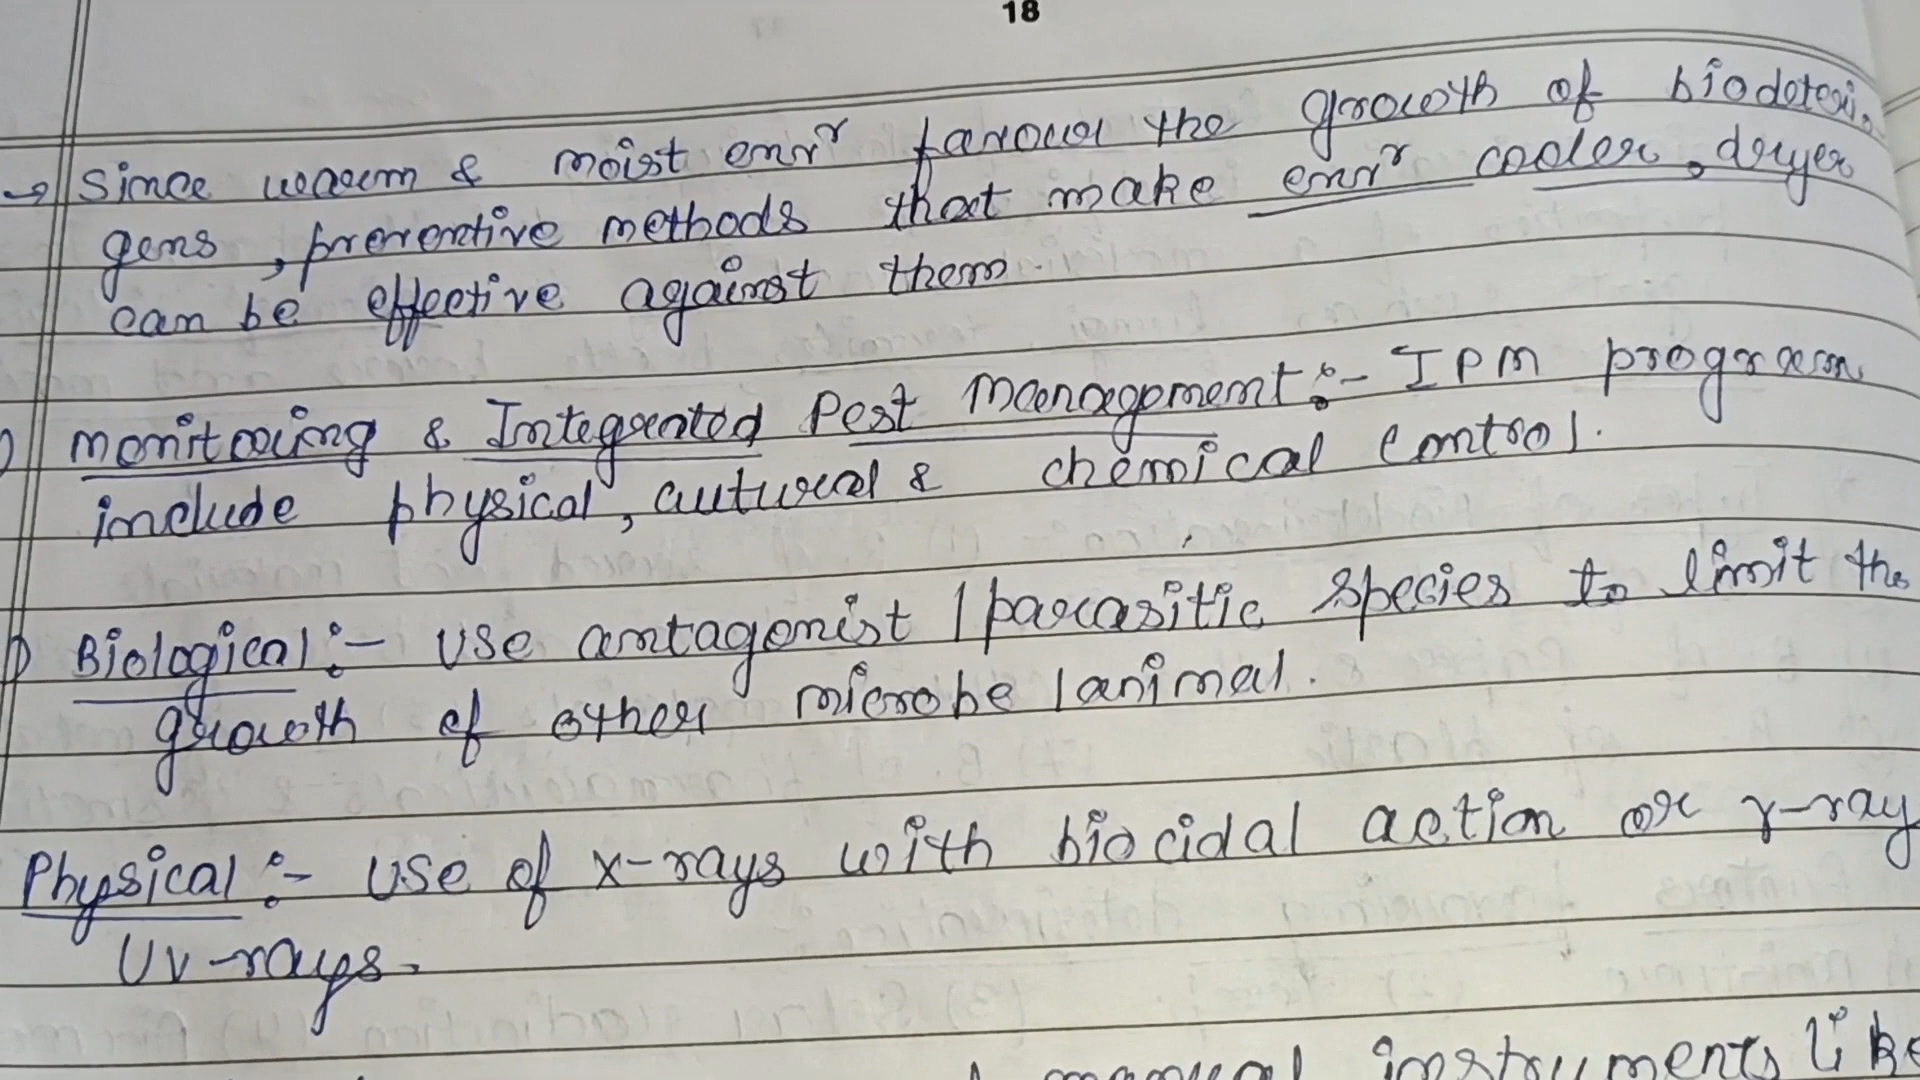 18
→ Since warm & moist envr favour the growth of biodeteri-
gens, preventive methods that make envr cooler, dryer
can be effective against them.
monitoring & Integrated Pest Management :- IPM program
include physical, cutural & chemical control.
Biological :- Use antagonist / parasitic species to limit the
growth of other microbe / animal.
Physical :- Use of x-rays with biocidal action or γ-ray
UV-rays.
manual instruments like